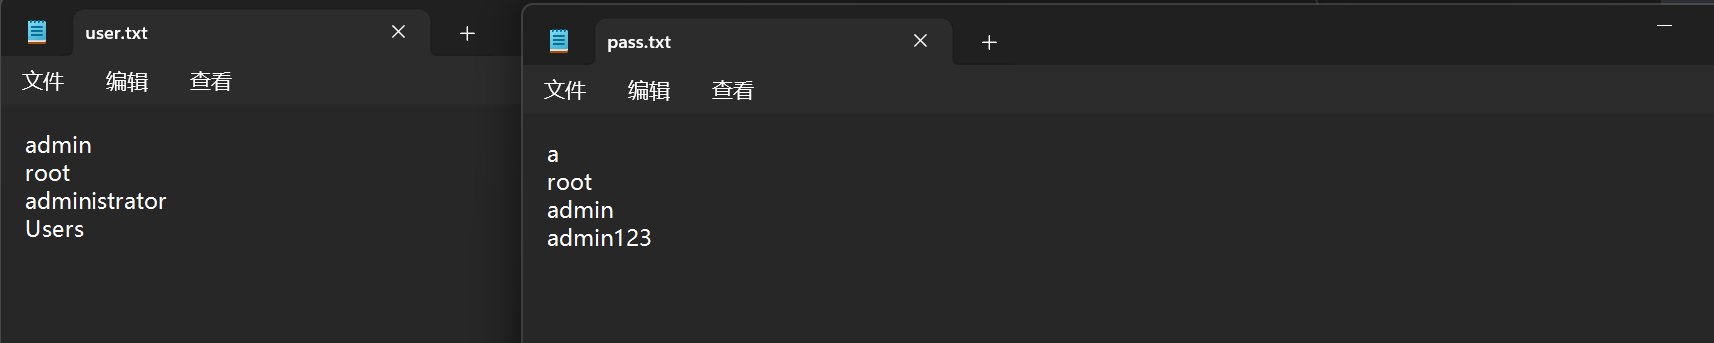 user.txt
文件 编辑 查看
admin
root
administrator
Users
pass.txt
文件 编辑 查看
a
root
admin
admin123